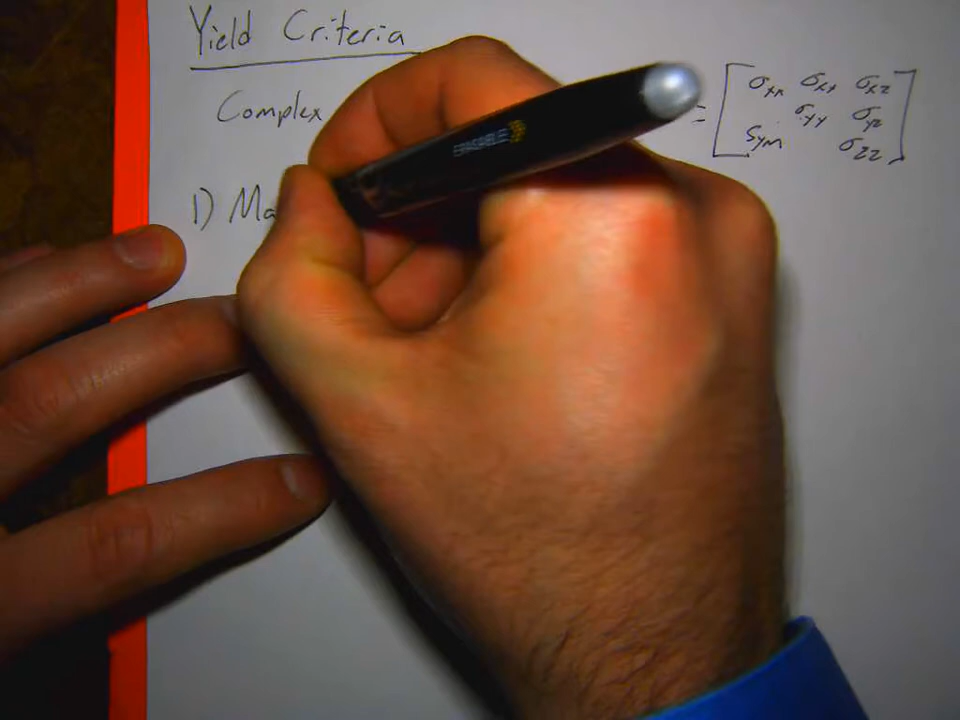 Yield Criteria
Complex = [σxx σxy σxz
σyy σyz
Sym σzz]
1) Ma
ERASABLE